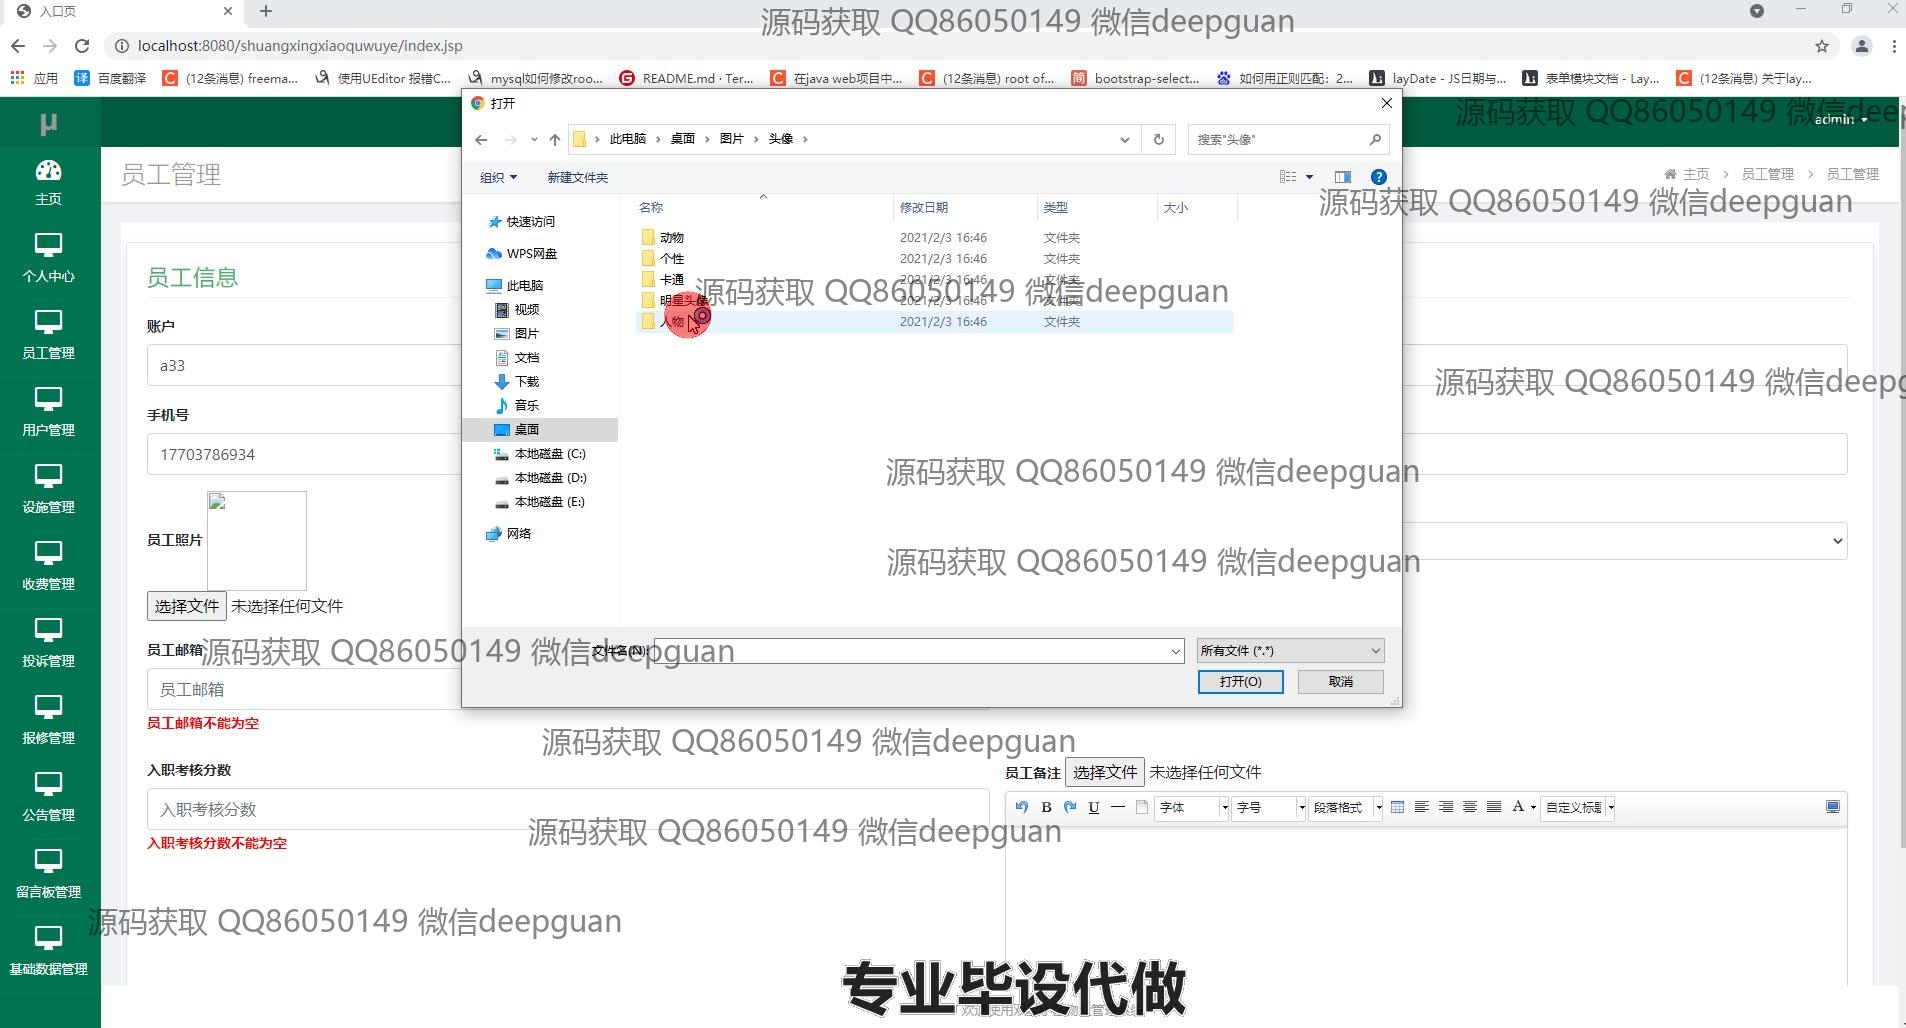 入口页
源码获取 QQ86050149 微信deepguan
localhost:8080/shuangxingxiaoquwuye/index.jsp
应用 百度翻译 (12条消息) freema... 使用UEditor 报错C... mysql如何修改roo... README.md · Ter... 在java web项目中... (12条消息) root of... bootstrap-select... 如何用正则匹配：2... layDate - JS日期与... 表单模块文档 - Lay... (12条消息) 关于lay...
μ
admin
源码获取 QQ86050149 微信deep
打开
此电脑 桌面 图片 头像
搜索"头像"
组织 新建文件夹
员工管理
主页 员工管理 员工管理
源码获取 QQ86050149 微信deepguan
主页
个人中心
员工管理
用户管理
设施管理
收费管理
投诉管理
报修管理
公告管理
留言板管理
基础数据管理
快速访问
WPS网盘
此电脑
视频
图片
文档
下载
音乐
桌面
本地磁盘 (C:)
本地磁盘 (D:)
本地磁盘 (E:)
网络
名称 修改日期 类型 大小
动物 2021/2/3 16:46 文件夹
个性 2021/2/3 16:46 文件夹
卡通 2021/2/3 16:46 文件夹
源码获取 QQ86050149 微信deepguan
明星头像 2021/2/3 16:46 文件夹
人物 2021/2/3 16:46 文件夹
员工信息
账户
a33
源码获取 QQ86050149 微信deepg
手机号
17703786934
源码获取 QQ86050149 微信deepguan
员工照片
源码获取 QQ86050149 微信deepguan
选择文件 未选择任何文件
员工邮箱
源码获取 QQ86050149 微信deepguan
文件名(N):
所有文件 (*.*)
打开(O) 取消
员工邮箱
员工邮箱不能为空
源码获取 QQ86050149 微信deepguan
入职考核分数
员工备注 选择文件 未选择任何文件
入职考核分数
B U 字体 字号 段落格式 A 自定义标题
源码获取 QQ86050149 微信deepguan
入职考核分数不能为空
源码获取 QQ86050149 微信deepguan
专业毕设代做